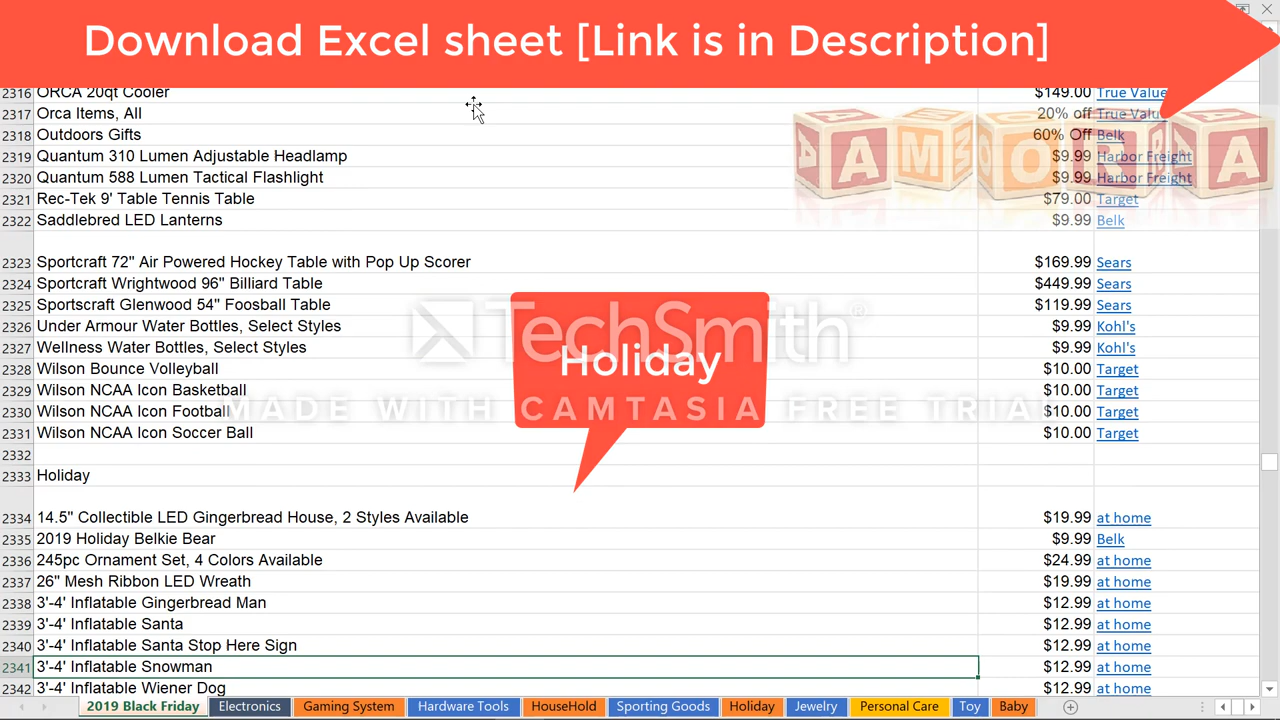 Download Excel sheet [Link is in Description]
2316 ORCA 20qt Cooler $149.00 True Value
2317 Orca Items, All 20% off True Value
2318 Outdoors Gifts 60% Off Belk
2319 Quantum 310 Lumen Adjustable Headlamp $9.99 Harbor Freight
2320 Quantum 588 Lumen Tactical Flashlight $9.99 Harbor Freight
2321 Rec-Tek 9' Table Tennis Table $79.00 Target
2322 Saddlebred LED Lanterns $9.99 Belk
2323 Sportcraft 72" Air Powered Hockey Table with Pop Up Scorer $169.99 Sears
2324 Sportcraft Wrightwood 96" Billiard Table $449.99 Sears
2325 Sportscraft Glenwood 54" Foosball Table $119.99 Sears
2326 Under Armour Water Bottles, Select Styles $9.99 Kohl's
2327 Wellness Water Bottles, Select Styles $9.99 Kohl's
2328 Wilson Bounce Volleyball $10.00 Target
2329 Wilson NCAA Icon Basketball $10.00 Target
2330 Wilson NCAA Icon Football $10.00 Target
2331 Wilson NCAA Icon Soccer Ball $10.00 Target
2332
2333 Holiday
2334 14.5" Collectible LED Gingerbread House, 2 Styles Available $19.99 at home
2335 2019 Holiday Belkie Bear $9.99 Belk
2336 245pc Ornament Set, 4 Colors Available $24.99 at home
2337 26" Mesh Ribbon LED Wreath $19.99 at home
2338 3'-4' Inflatable Gingerbread Man $12.99 at home
2339 3'-4' Inflatable Santa $12.99 at home
2340 3'-4' Inflatable Santa Stop Here Sign $12.99 at home
2341 3'-4' Inflatable Snowman $12.99 at home
2342 3'-4' Inflatable Wiener Dog $12.99 at home
A M S O R A
TechSmith®
Holiday
MADE WITH CAMTASIA FREE TRIAL
2019 Black Friday Electronics Gaming System Hardware Tools HouseHold Sporting Goods Holiday Jewelry Personal Care Toy Baby